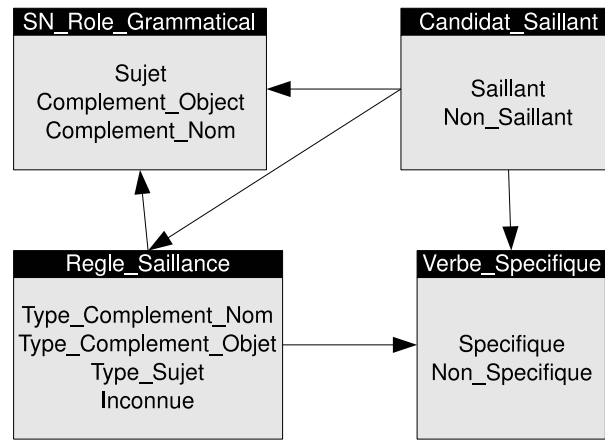 SN_Role_Grammatical
Sujet
Complement_Object
Complement_Nom
Candidat_Saillant
Saillant
Non_Saillant
Regle_Saillance
Type_Complement_Nom
Type_Complement_Objet
Type_Sujet
Inconnue
Verbe_Specifique
Specifique
Non_Specifique